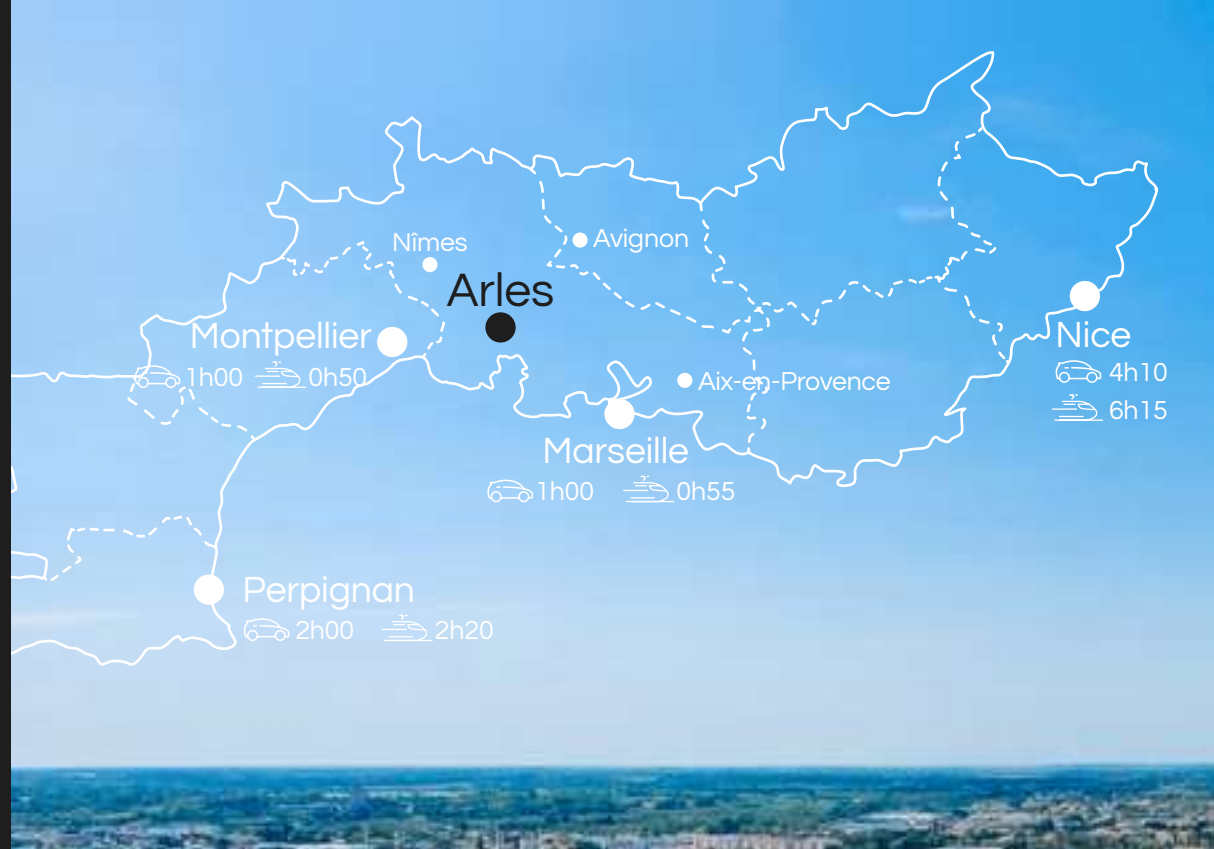 Nîmes
Avignon
Arles
Montpellier
1h00 0h50
Nice
4h10
6h15
Aix-en-Provence
Marseille
1h00 0h55
Perpignan
2h00 2h20